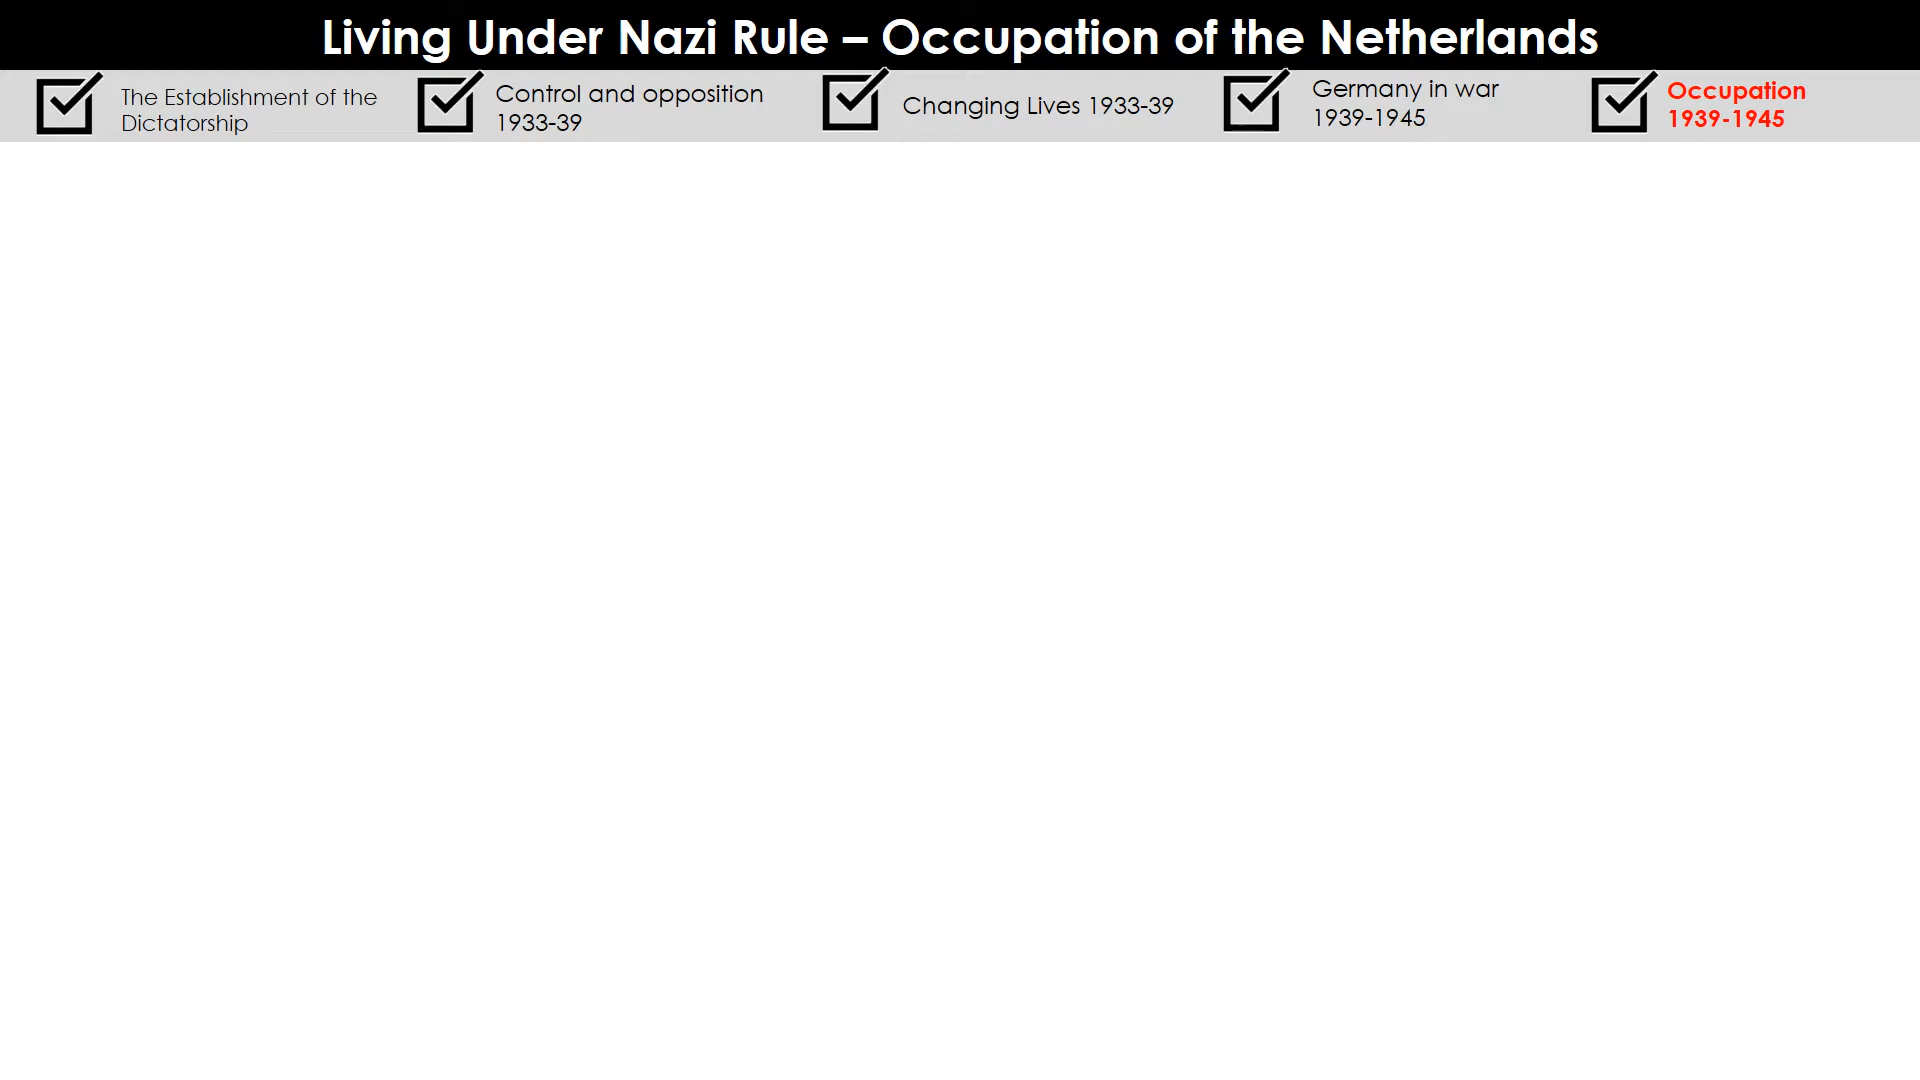 Living Under Nazi Rule – Occupation of the Netherlands
The Establishment of the
Dictatorship
Control and opposition
1933-39
Changing Lives 1933-39
Germany in war
1939-1945
Occupation
1939-1945